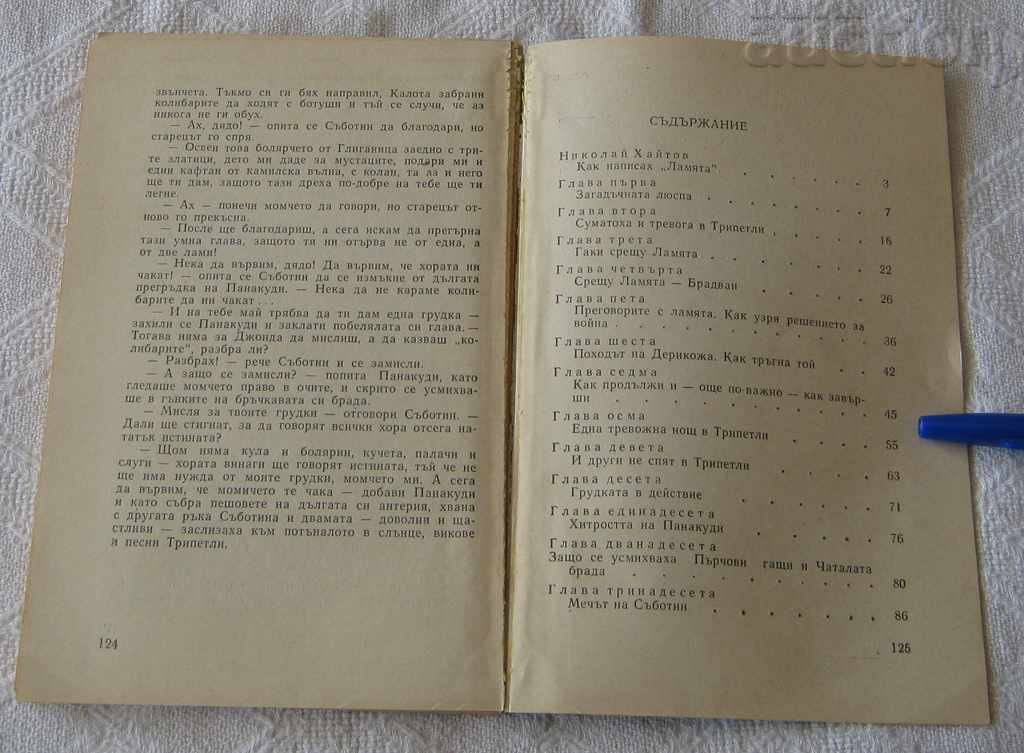 звънчета. Тъкмо си ги бях направил, Калота забрани
колибарите да ходят с ботуши и тъй се случи, че аз
никога не ги обух.
— Ах, дядо! — опита се Съботин да благодари, но
старецът го спря.
— Освен това болярчето от Глиганица заедно с три-
те златици, дето ми даде за мустаците, подари ми и
един кафтан от камилска вълна, с колан, та аз и него
ще ти дам, защото тази дреха по-добре на тебе ще ти
легне.
— Ах — понечи момчето да говори, но старецът от-
ново го прекъсна.
— После ще благодариш, а сега искам да прегърна
тази умна глава, защото тя ни отърва не от една, а
от две лами!
— Нека да вървим, дядо! Да вървим, че хората ни
чакат! — опита се Съботин да се измъкне от дългата
прегръдка на Панакуди. — Нека да не караме коли-
барите да ни чакат...
— И на тебе май трябва да ти дам една грудка —
захили се Панакуди и заклати побелялата си глава. —
Тогава няма за Джонда да мислиш, а да казваш „ко-
либарите", разбра ли?
— Разбрах! — рече Съботин и се замисли.
— А защо се замисли? — попита Панакуди, като
гледаше момчето право в очите, и скрито се усмихва-
ше в гънките на бръчкавата си брада.
— Мисля за твоите грудки — отговори Съботин. —
Дали ще стигнат, за да говорят всички хора отсега на-
татък истината?
— Щом няма кула и болярин, кучета, палачи и
слуги — хората винаги ще говорят истината, тъй че не
ще има нужда от моите грудки, момчето ми. А сега
да вървим, че момичето те чака — добави Панакуди
и като събра пешовете на дългата си антерия, хвана
с другата ръка Съботина и двамата — доволни и ща-
стливи — заслизаха към потъналото в слънце, викове
и песни Трипетли.
124
СЪДЪРЖАНИЕ
Николай Хайтов
Как написах „Ламята" . . . . . . 3
Глава първа
Загадъчната люспа . . . . . . . 7
Глава втора
Суматоха и тревога в Трипетли . . . . 16
Глава трета
Гаки срещу Ламята . . . . . . . 22
Глава четвърта
Срещу Ламята — Брадван . . . . . 26
Глава пета
Преговорите с ламята. Как узря решението за
война . . . . . . . . . . 36
Глава шеста
Походът на Дерикожа. Как тръгна той . . 42
Глава седма
Как продължи и — още по-важно — как завър-
ши . . . . . . . . . . 45
Глава осма
Една тревожна нощ в Трипетли . . . . 55
Глава девета
И други не спят в Трипетли . . . . 63
Глава десета
Грудката в действие . . . . . . 71
Глава единадесета
Хитростта на Панакуди . . . . . . 76
Глава дванадесета
Защо се усмихваха Пърчови гащи и Чаталата
брада . . . . . . . . . 80
Глава тринадесета
Мечът на Съботин . . . . . . . 86
125